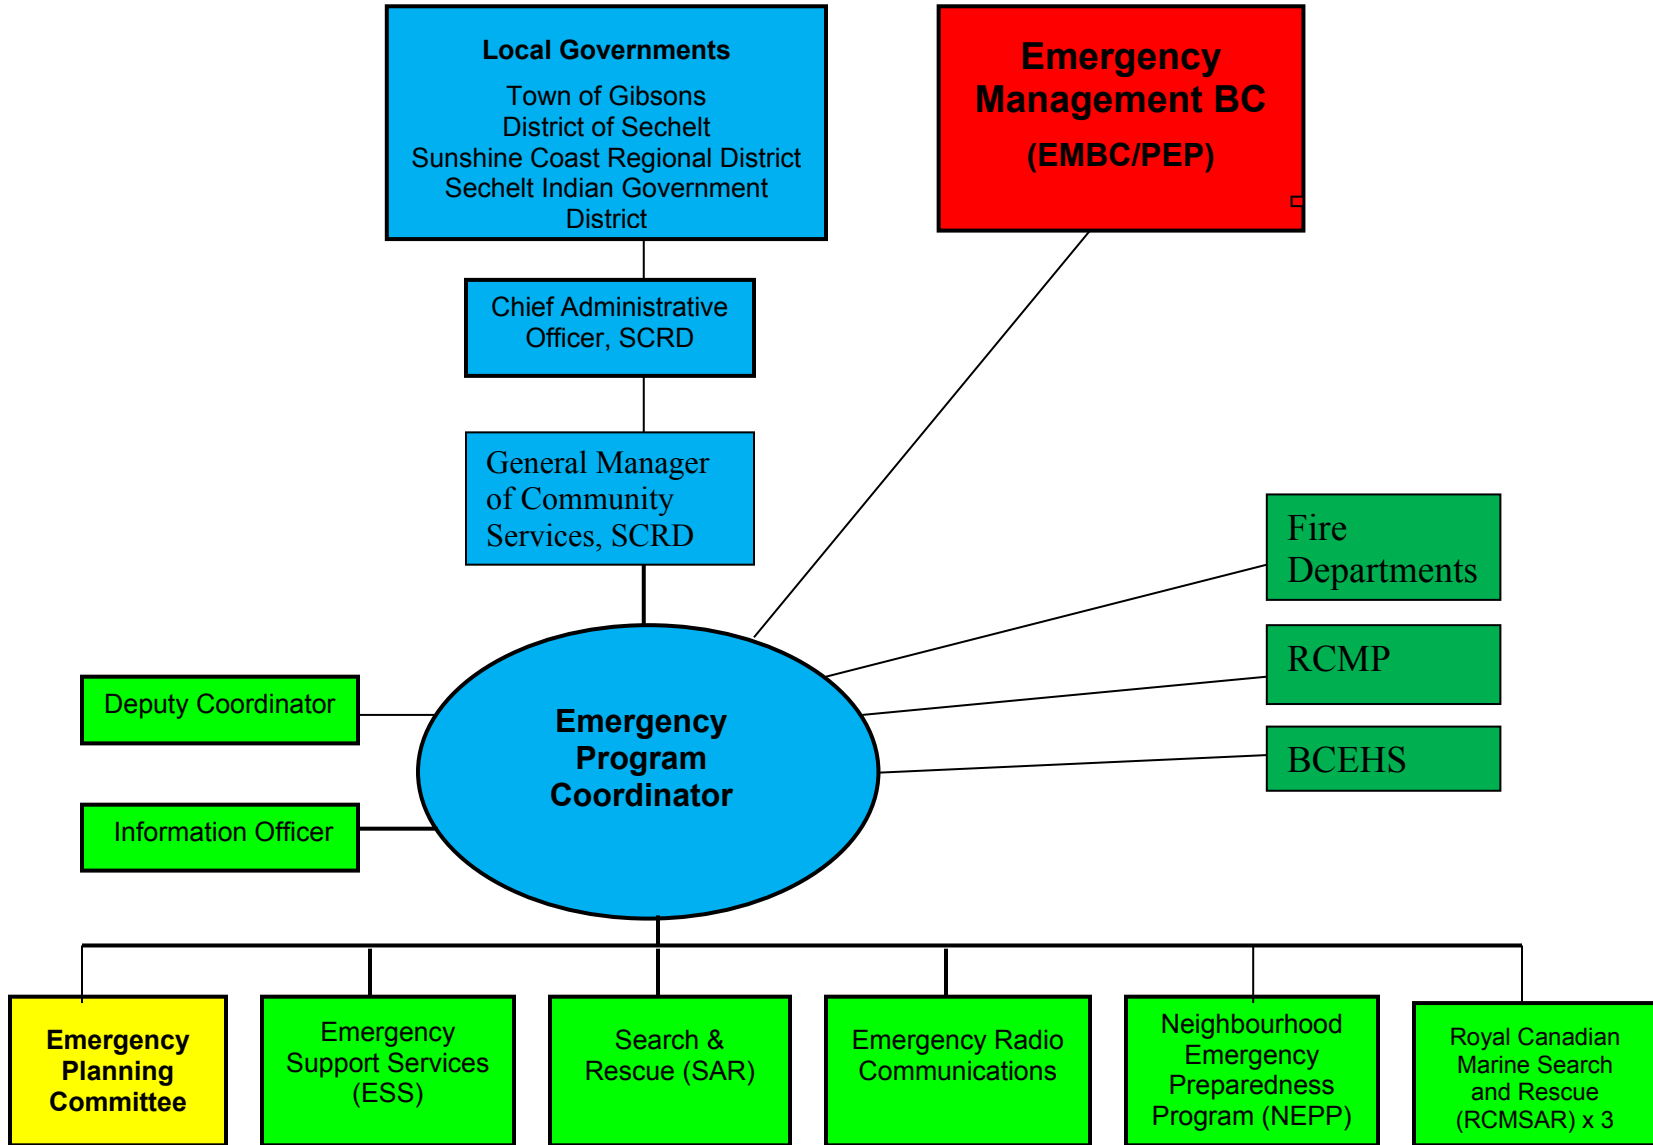 Local Governments
Town of Gibsons
District of Sechelt
Sunshine Coast Regional District
Sechelt Indian Government
District
Emergency
Management BC
(EMBC/PEP)
Chief Administrative
Officer, SCRD
General Manager
of Community
Services, SCRD
Fire
Departments
RCMP
BCEHS
Deputy Coordinator
Information Officer
Emergency
Program
Coordinator
Emergency
Planning
Committee
Emergency
Support Services
(ESS)
Search &
Rescue (SAR)
Emergency Radio
Communications
Neighbourhood
Emergency
Preparedness
Program (NEPP)
Royal Canadian
Marine Search
and Rescue
(RCMSAR) x 3